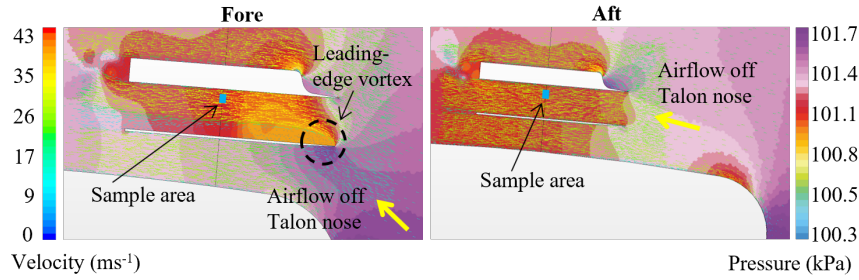 Fore
Aft
43
35
26
17
9
0
Velocity (ms⁻¹)
Leading-
edge vortex
Sample area
Airflow off
Talon nose
Airflow off
Talon nose
Sample area
101.7
101.4
101.1
100.8
100.5
100.3
Pressure (kPa)